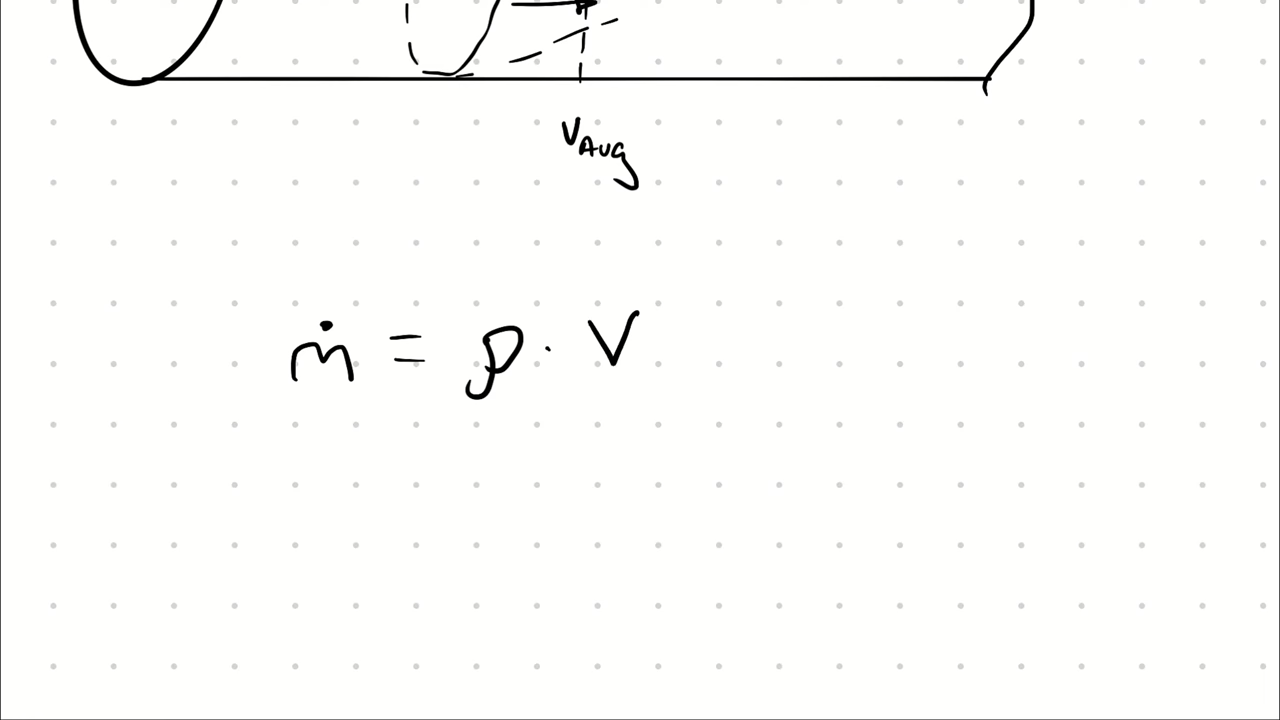 VAvg
ṁ = ρ · V